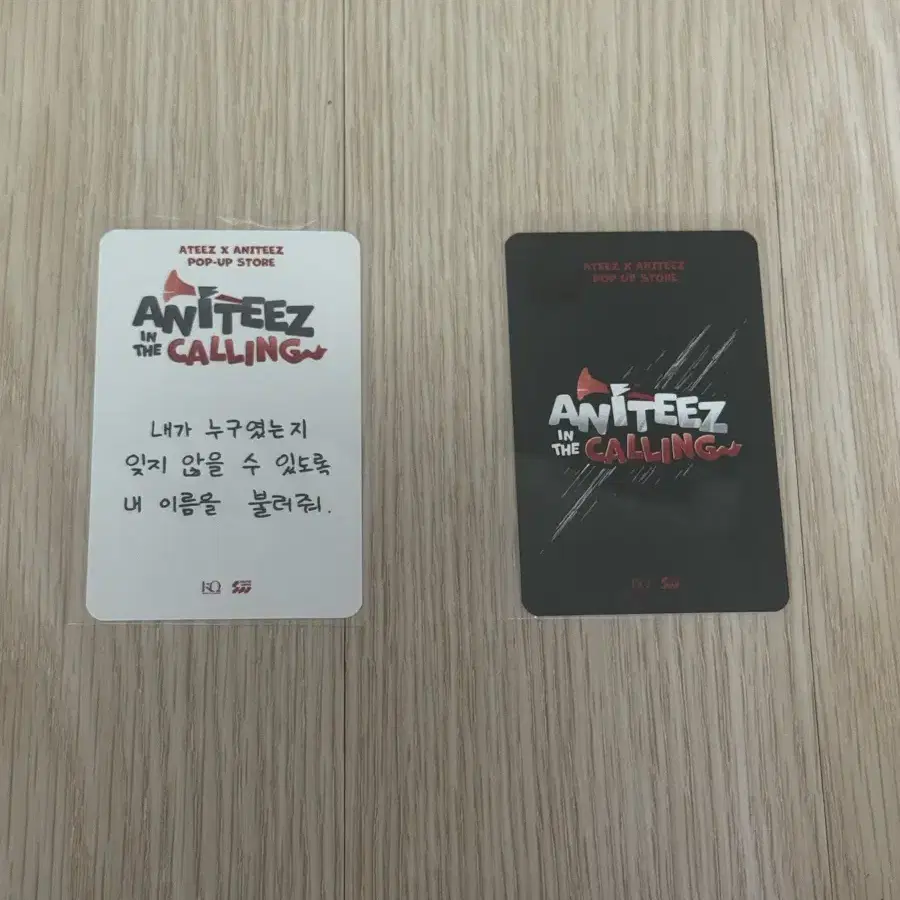 ATEEZ X ANITEEZ
POP-UP STORE
ANITEEZ
IN THE CALLING
내가 누구였는지
잊지 않을 수 있도록
내 이름을 불러줘.
KQ
ATEEZ X ANITEEZ
POP-UP STORE
ANITEEZ
IN THE CALLING